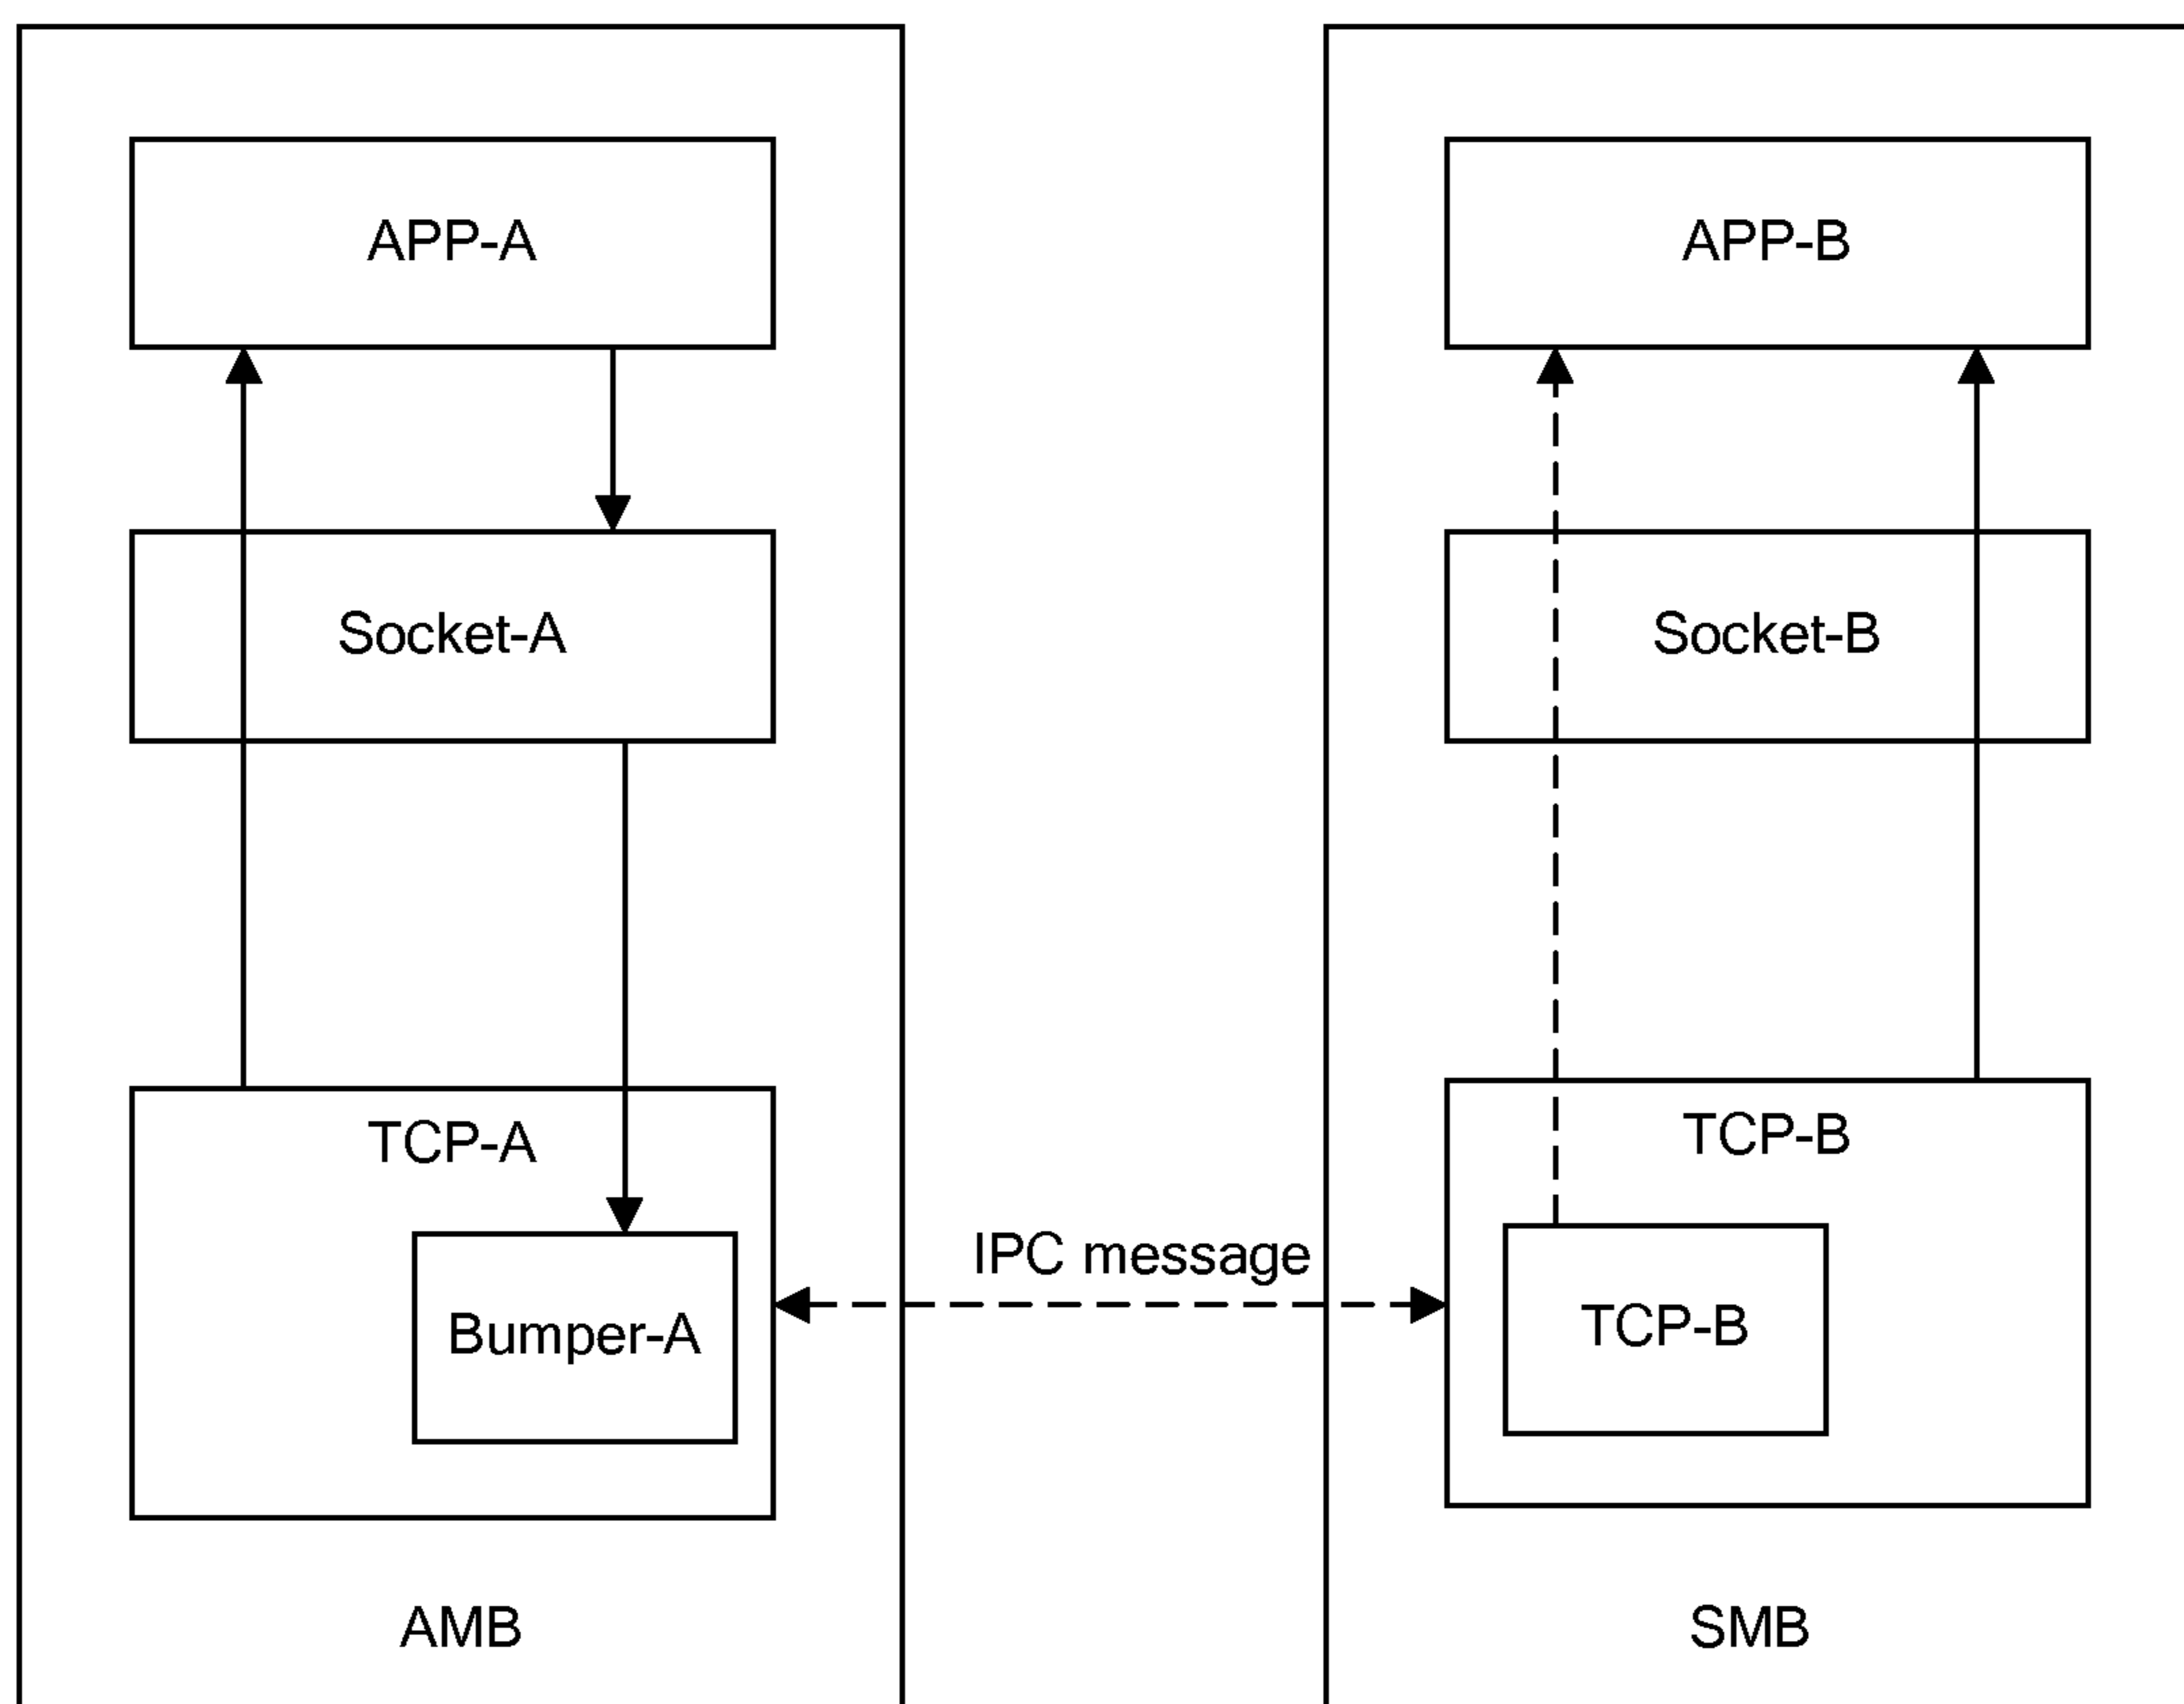 APP-A
Socket-A
TCP-A
Bumper-A
AMB
IPC message
APP-B
Socket-B
TCP-B
TCP-B
SMB